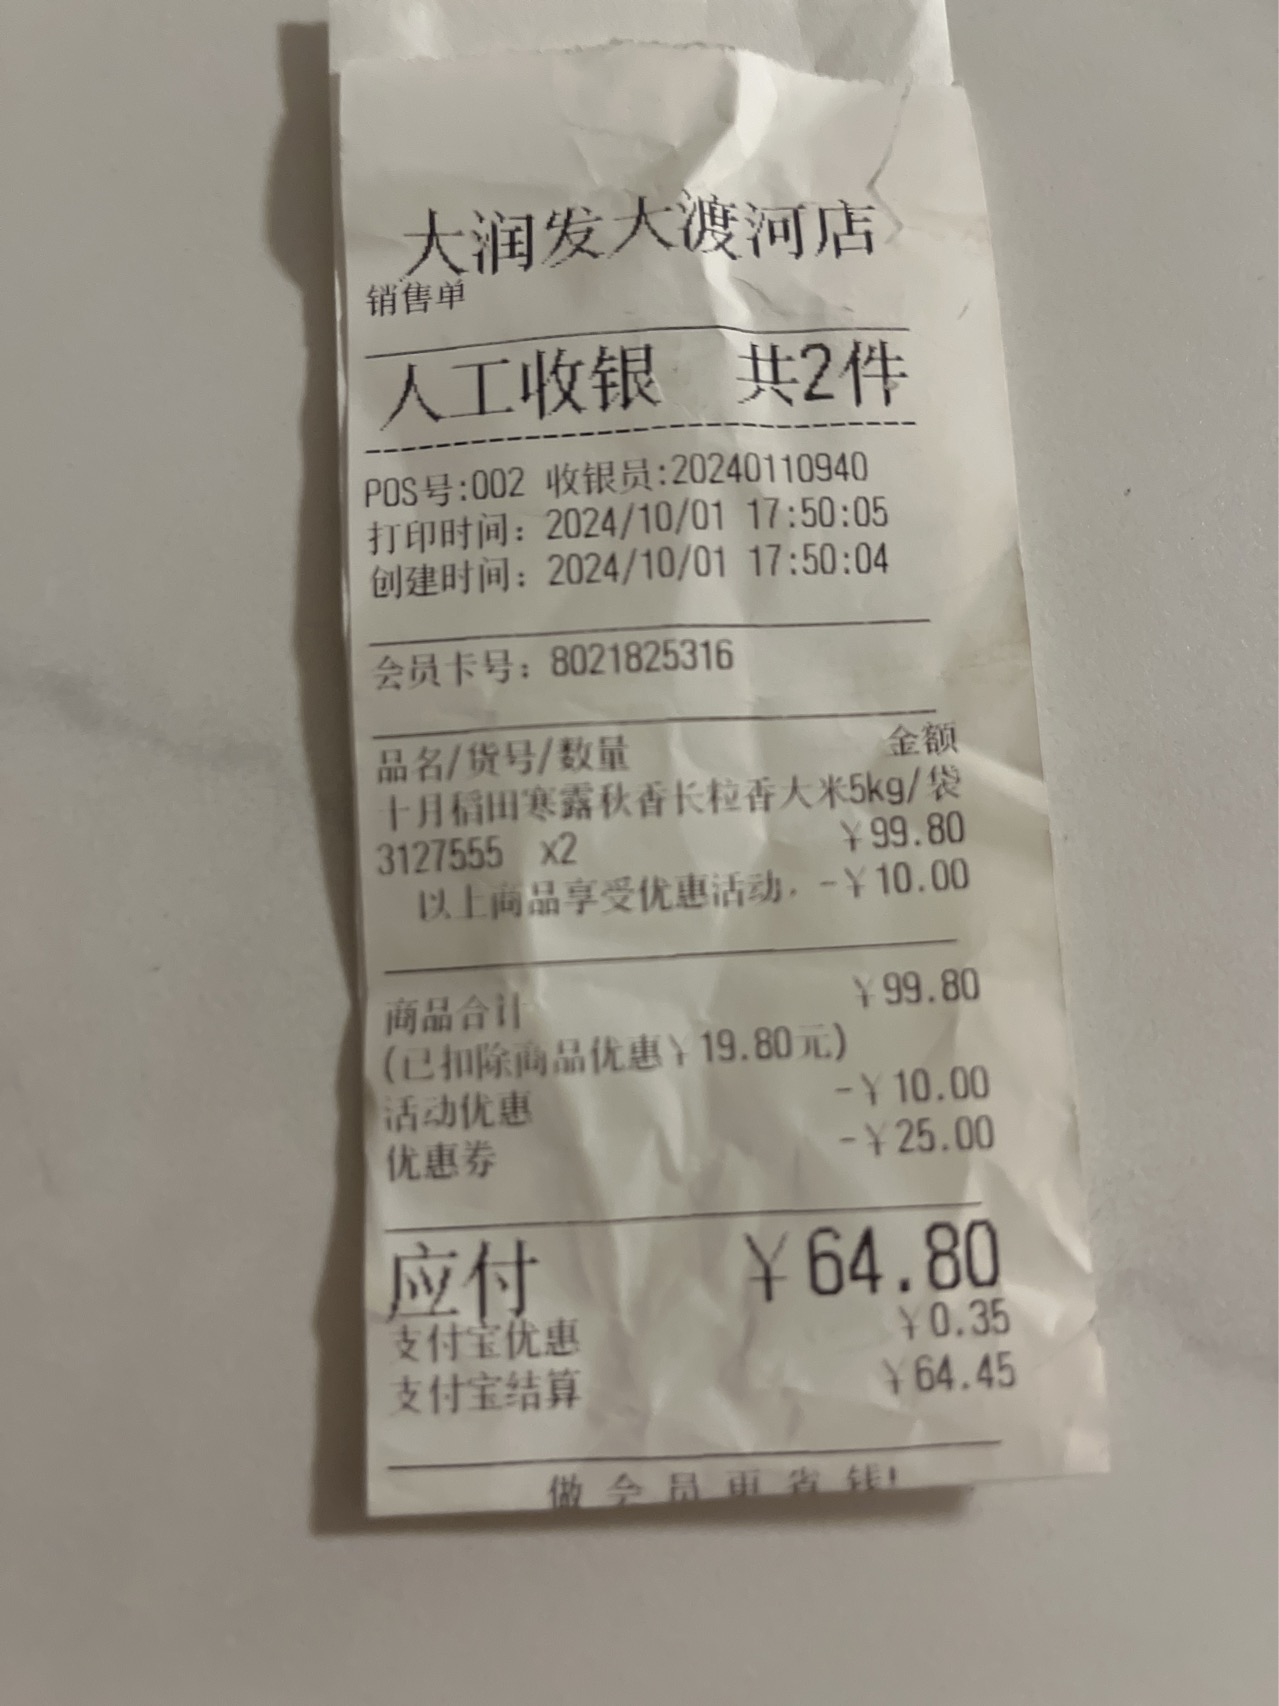 大润发大渡河店
销售单
人工收银 共2件
POS号:002 收银员:20240110940
打印时间: 2024/10/01 17:50:05
创建时间: 2024/10/01 17:50:04
会员卡号: 8021825316
品名/货号/数量 金额
十月稻田寒露秋香长粒香大米5kg/袋
3127555 x2 ¥99.80
以上商品享受优惠活动. -¥10.00
商品合计 ¥99.80
(已扣除商品优惠¥19.80元)
活动优惠 -¥10.00
优惠券 -¥25.00
应付 ¥64.80
支付宝优惠 ¥0.35
支付宝结算 ¥64.45
做会员更省钱!